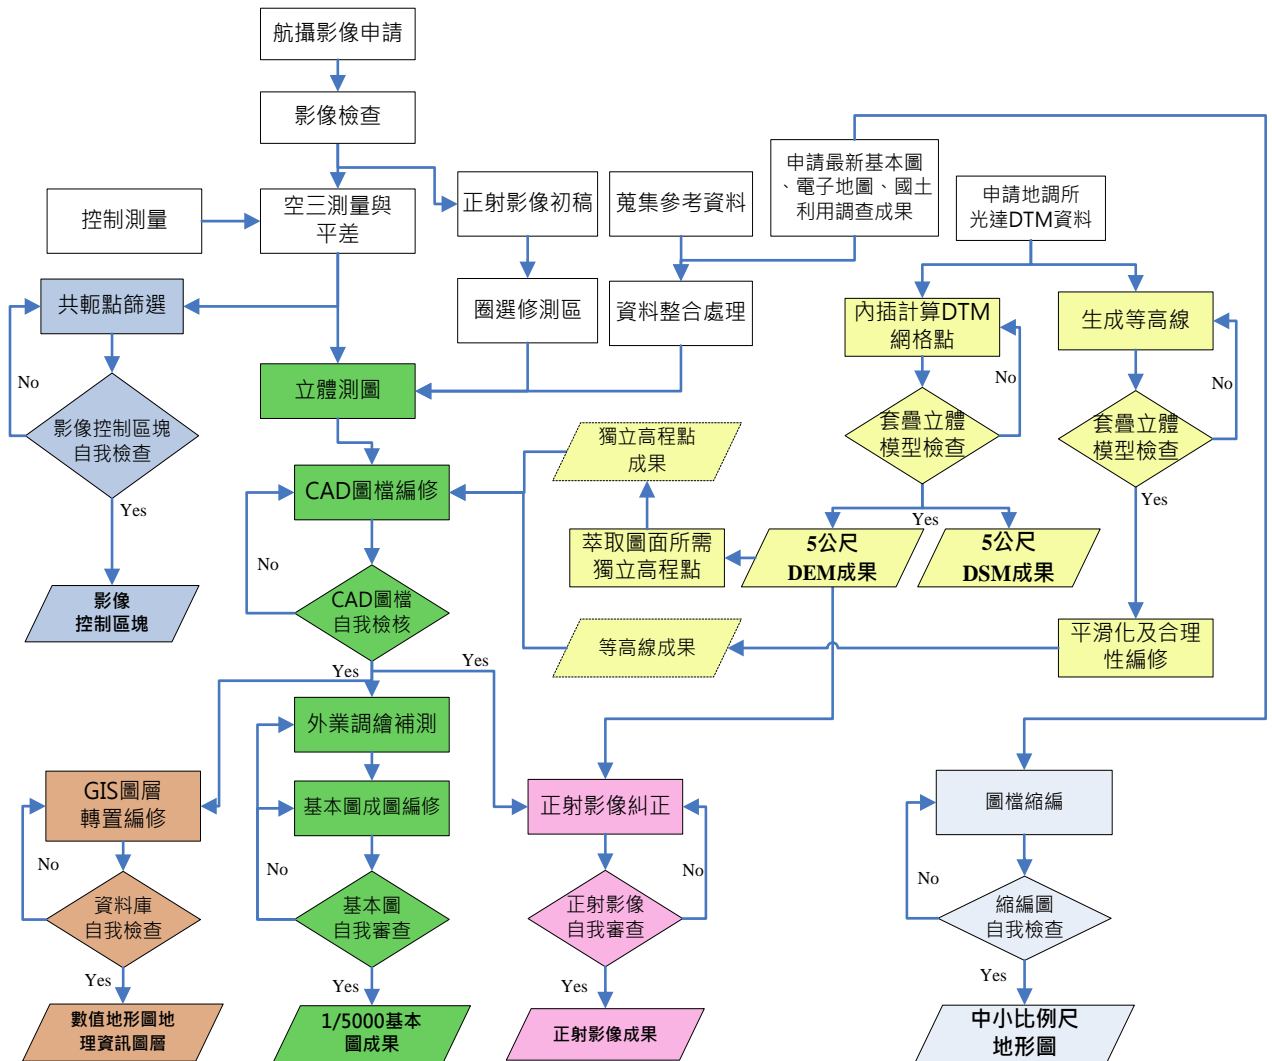 航攝影像申請
影像檢查
控制測量
空三測量與
平差
正射影像初稿
蒐集參考資料
申請最新基本圖
、電子地圖、國土
利用調查成果
申請地調所
光達DTM資料
共軛點篩選
圈選修測區
資料整合處理
內插計算DTM
網格點
生成等高線
No
影像控制區塊
自我檢查
Yes
立體測圖
No
套疊立體
模型檢查
Yes
No
套疊立體
模型檢查
Yes
獨立高程點
成果
CAD圖檔編修
萃取圖面所需
獨立高程點
5公尺
DEM成果
5公尺
DSM成果
No
影像
控制區塊
CAD圖檔
自我檢核
Yes
Yes
等高線成果
平滑化及合理
性編修
外業調繪補測
GIS圖層
轉置編修
基本圖成圖編修
正射影像糾正
圖檔縮編
No
資料庫
自我檢查
Yes
No
基本圖
自我審查
Yes
No
正射影像
自我審查
Yes
No
縮編圖
自我檢查
Yes
數值地形圖地
理資訊圖層
1/5000基本
圖成果
正射影像成果
中小比例尺
地形圖